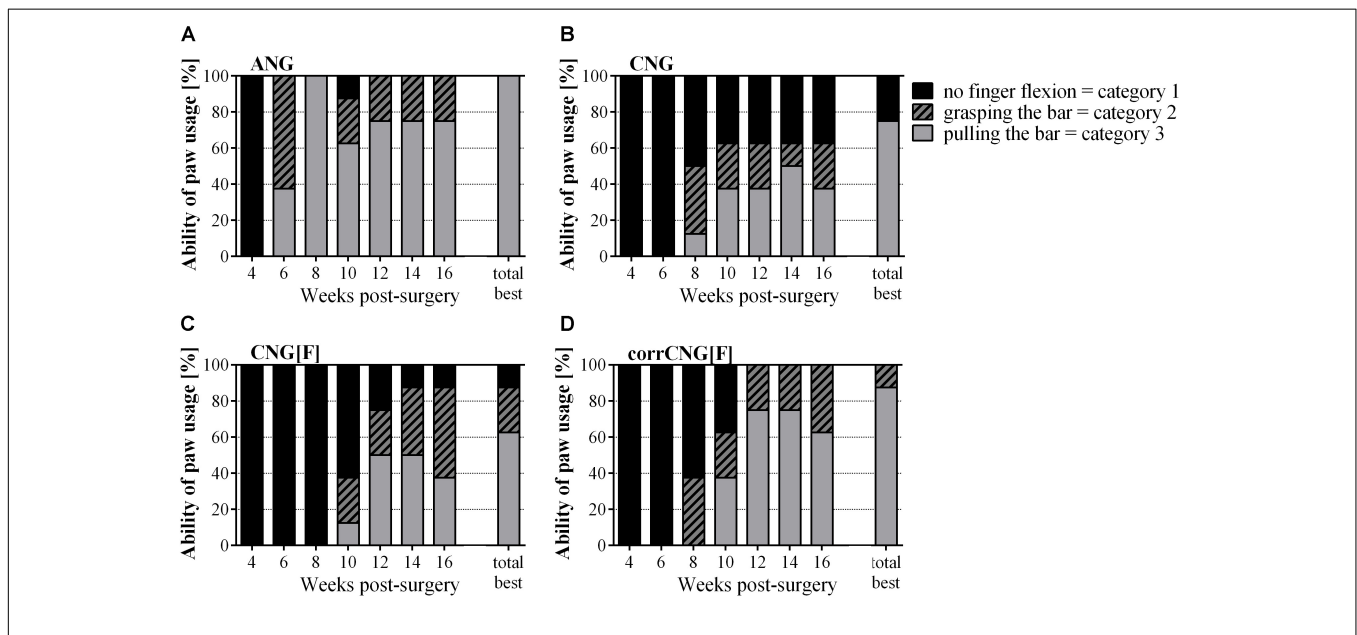 A
ANG
Ability of paw usage [%]
100
80
60
40
20
0
4 6 8 10 12 14 16 total best
Weeks post-surgery
B
CNG
Ability of paw usage [%]
100
80
60
40
20
0
4 6 8 10 12 14 16 total best
Weeks post-surgery
no finger flexion = category 1
grasping the bar = category 2
pulling the bar = category 3
C
CNG[F]
Ability of paw usage [%]
100
80
60
40
20
0
4 6 8 10 12 14 16 total best
Weeks post-surgery
D
corrCNG[F]
Ability of paw usage [%]
100
80
60
40
20
0
4 6 8 10 12 14 16 total best
Weeks post-surgery